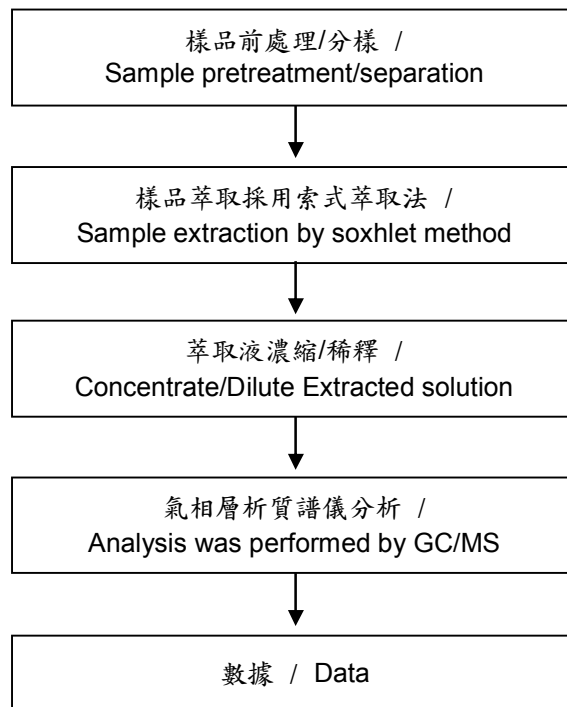 樣品前處理/分樣 /
Sample pretreatment/separation
樣品萃取採用索式萃取法 /
Sample extraction by soxhlet method
萃取液濃縮/稀釋 /
Concentrate/Dilute Extracted solution
氣相層析質譜儀分析 /
Analysis was performed by GC/MS
數據 / Data